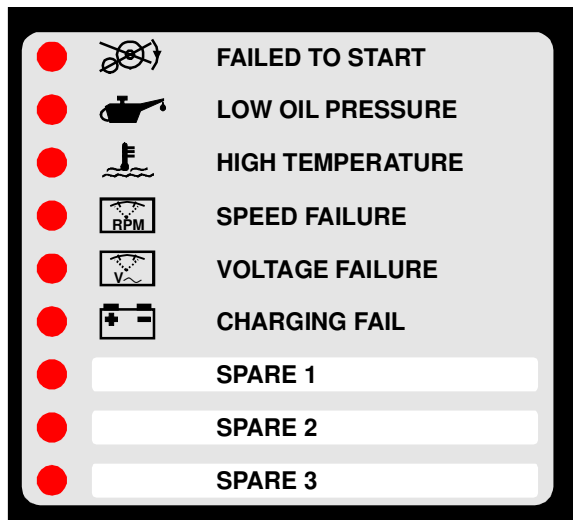 FAILED TO START
LOW OIL PRESSURE
HIGH TEMPERATURE
RPM SPEED FAILURE
V~ VOLTAGE FAILURE
+ - CHARGING FAIL
SPARE 1
SPARE 2
SPARE 3